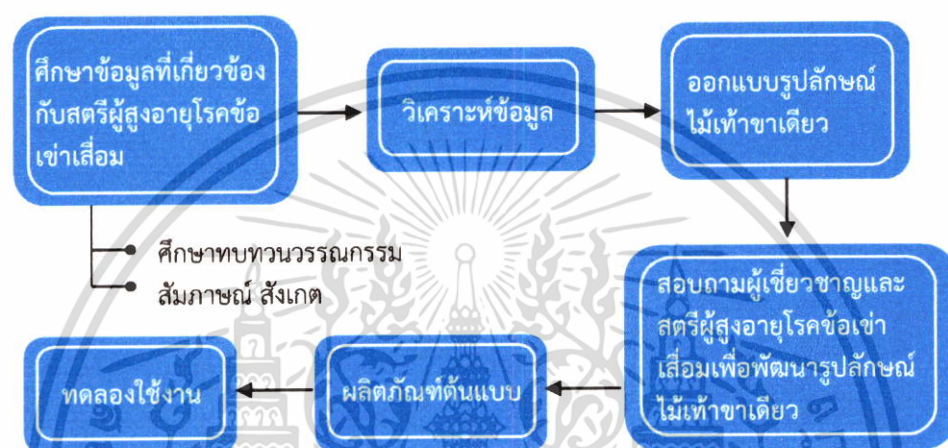 ศึกษาข้อมูลที่เกี่ยวข้อง
กับสตรีผู้สูงอายุโรคข้อ
เข่าเสื่อม
วิเคราะห์ข้อมูล
ออกแบบรูปลักษณ์
ไม้เท้าขาเดียว
ศึกษาทบทวนวรรณกรรม
สัมภาษณ์ สังเกต
สอบถามผู้เชี่ยวชาญและ
สตรีผู้สูงอายุโรคข้อเข่า
เสื่อมเพื่อพัฒนารูปลักษณ์
ไม้เท้าขาเดียว
ผลิตภัณฑ์ต้นแบบ
ทดลองใช้งาน